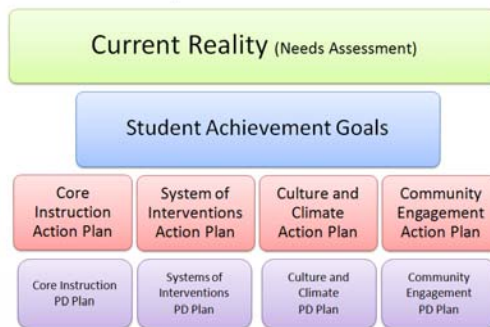 Current Reality (Needs Assessment)
Student Achievement Goals
Core
Instruction
Action Plan
System of
Interventions
Action Plan
Culture and
Climate
Action Plan
Community
Engagement
Action Plan
Core Instruction
PD Plan
Systems of
Interventions
PD Plan
Culture and
Climate
PD Plan
Community
Engagement
PD Plan